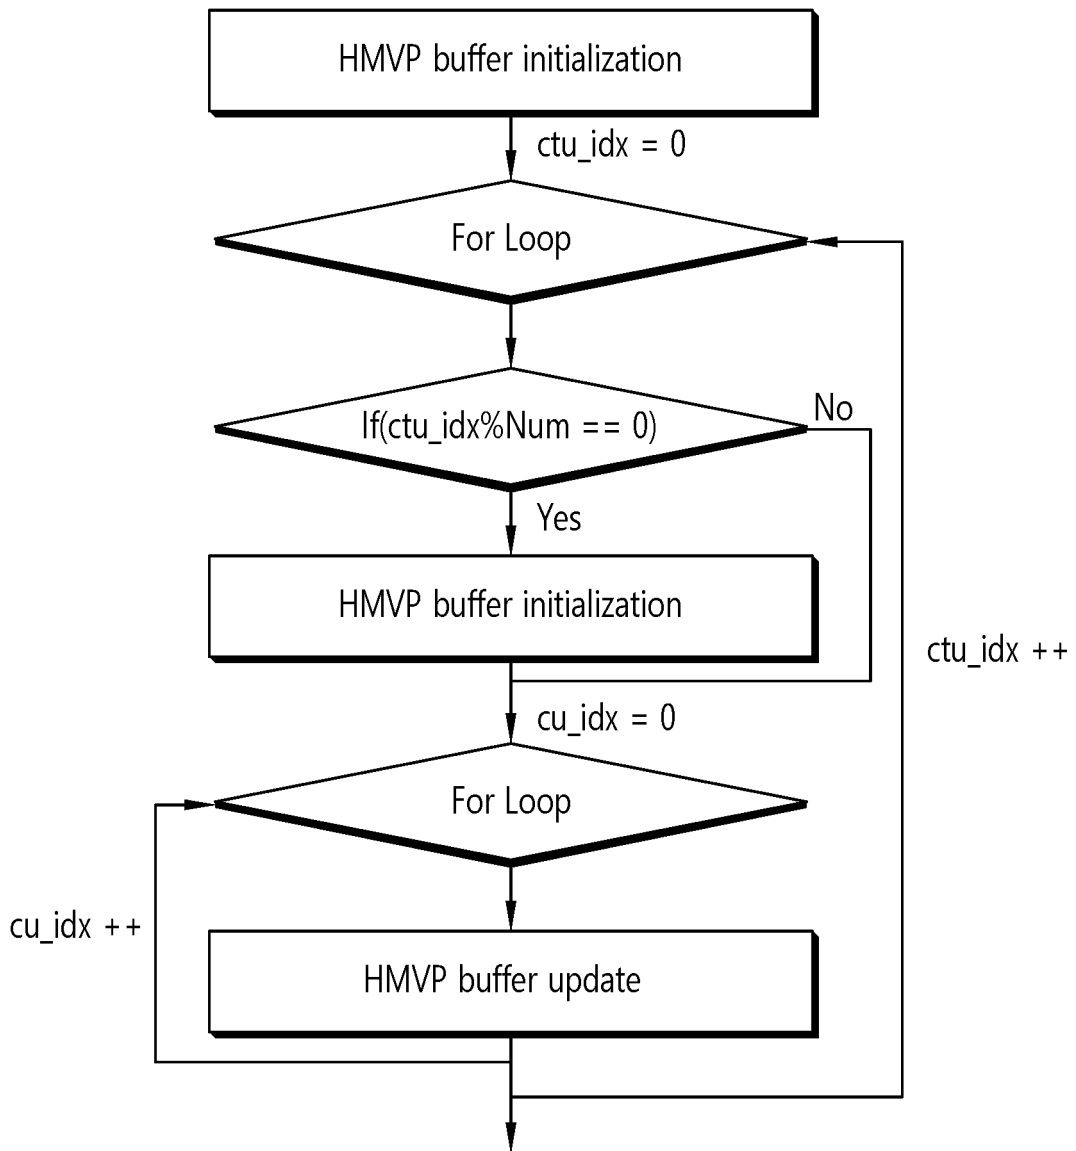 HMVP buffer initialization
ctu_idx = 0
For Loop
If(ctu_idx%Num == 0)
No
Yes
HMVP buffer initialization
ctu_idx ++
cu_idx = 0
For Loop
cu_idx ++
HMVP buffer update